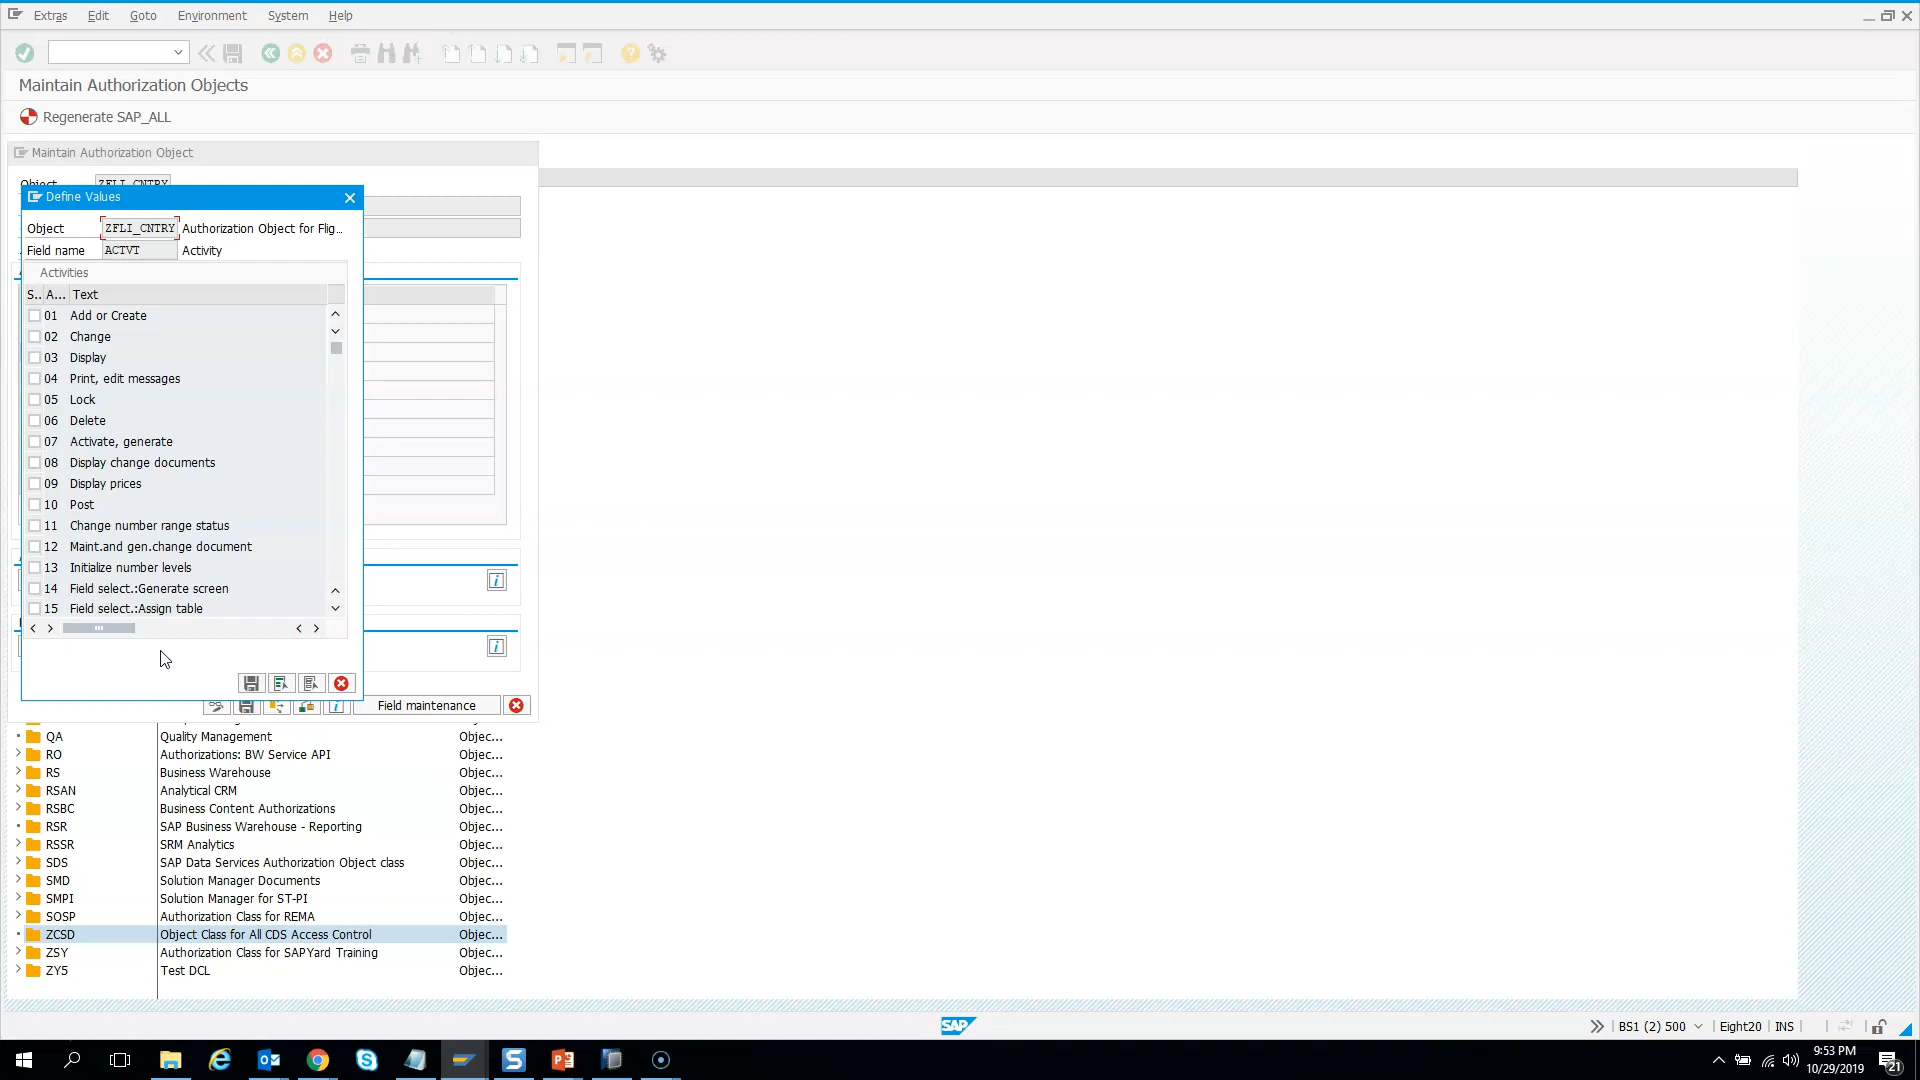 Extras Edit Goto Environment System Help
Maintain Authorization Objects
Regenerate SAP_ALL
Maintain Authorization Object
Object ZFLI_CNTRY
Define Values
Object ZFLI_CNTRY Authorization Object for Flig...
Field name ACTVT Activity
Activities
S.. A... Text
01 Add or Create
02 Change
03 Display
04 Print, edit messages
05 Lock
06 Delete
07 Activate, generate
08 Display change documents
09 Display prices
10 Post
11 Change number range status
12 Maint.and gen.change document
13 Initialize number levels
14 Field select.:Generate screen
15 Field select.:Assign table
Field maintenance
QA Quality Management Objec...
RO Authorizations: BW Service API Objec...
RS Business Warehouse Objec...
RSAN Analytical CRM Objec...
RSBC Business Content Authorizations Objec...
RSR SAP Business Warehouse - Reporting Objec...
RSSR SRM Analytics Objec...
SDS SAP Data Services Authorization Object class Objec...
SMD Solution Manager Documents Objec...
SMPI Solution Manager for ST-PI Objec...
SOSP Authorization Class for REMA Objec...
ZCSD Object Class for All CDS Access Control Objec...
ZSY Authorization Class for SAPYard Training Objec...
ZY5 Test DCL Objec...
SAP BS1 (2) 500 Eight20 INS
9:53 PM
10/29/2019
21